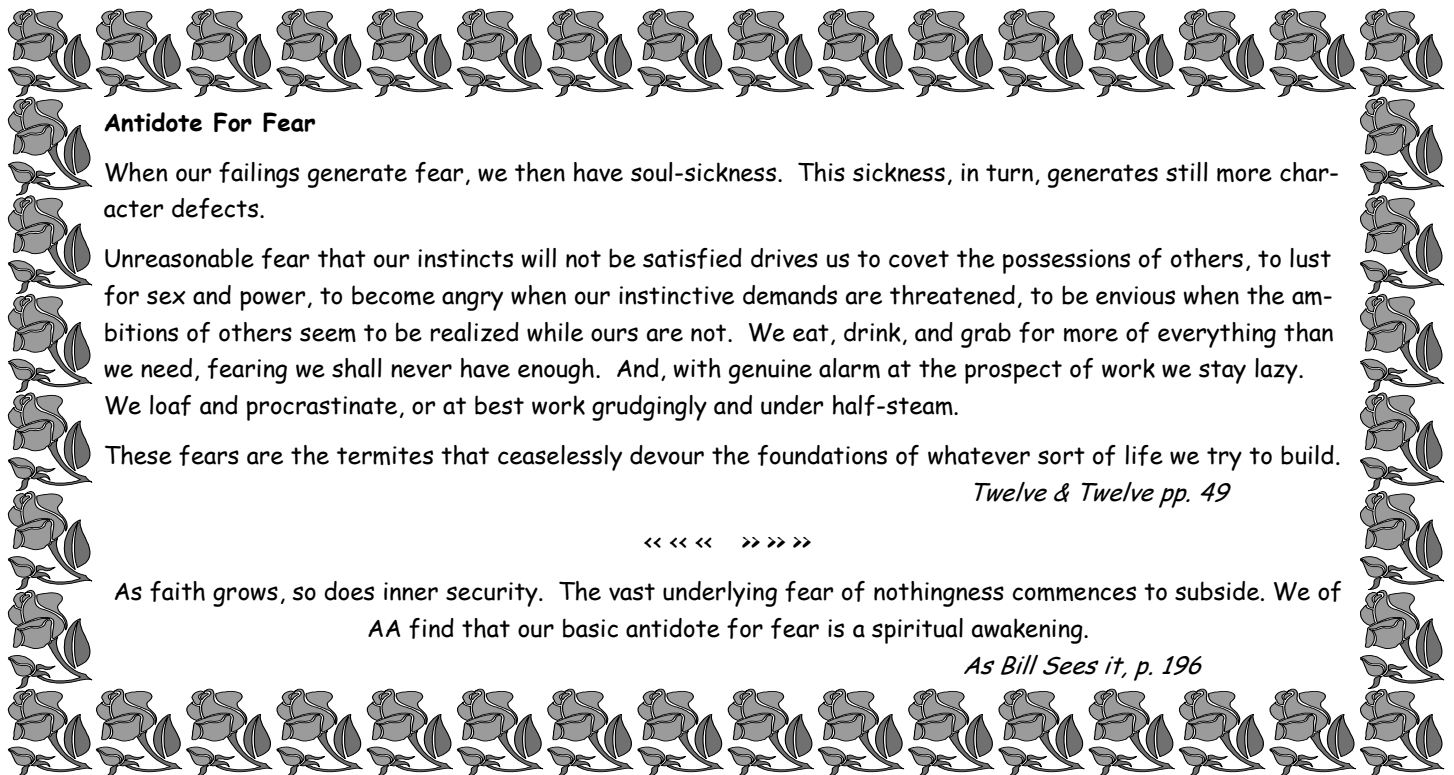 Antidote For Fear
When our failings generate fear, we then have soul-sickness.  This sickness, in turn, generates still more char-
acter defects.
Unreasonable fear that our instincts will not be satisfied drives us to covet the possessions of others, to lust
for sex and power, to become angry when our instinctive demands are threatened, to be envious when the am-
bitions of others seem to be realized while ours are not.  We eat, drink, and grab for more of everything than
we need, fearing we shall never have enough.  And, with genuine alarm at the prospect of work we stay lazy.
We loaf and procrastinate, or at best work grudgingly and under half-steam.
These fears are the termites that ceaselessly devour the foundations of whatever sort of life we try to build.
Twelve & Twelve pp. 49
<< << <<    >> >> >>
As faith grows, so does inner security.  The vast underlying fear of nothingness commences to subside. We of
AA find that our basic antidote for fear is a spiritual awakening.
As Bill Sees it, p. 196